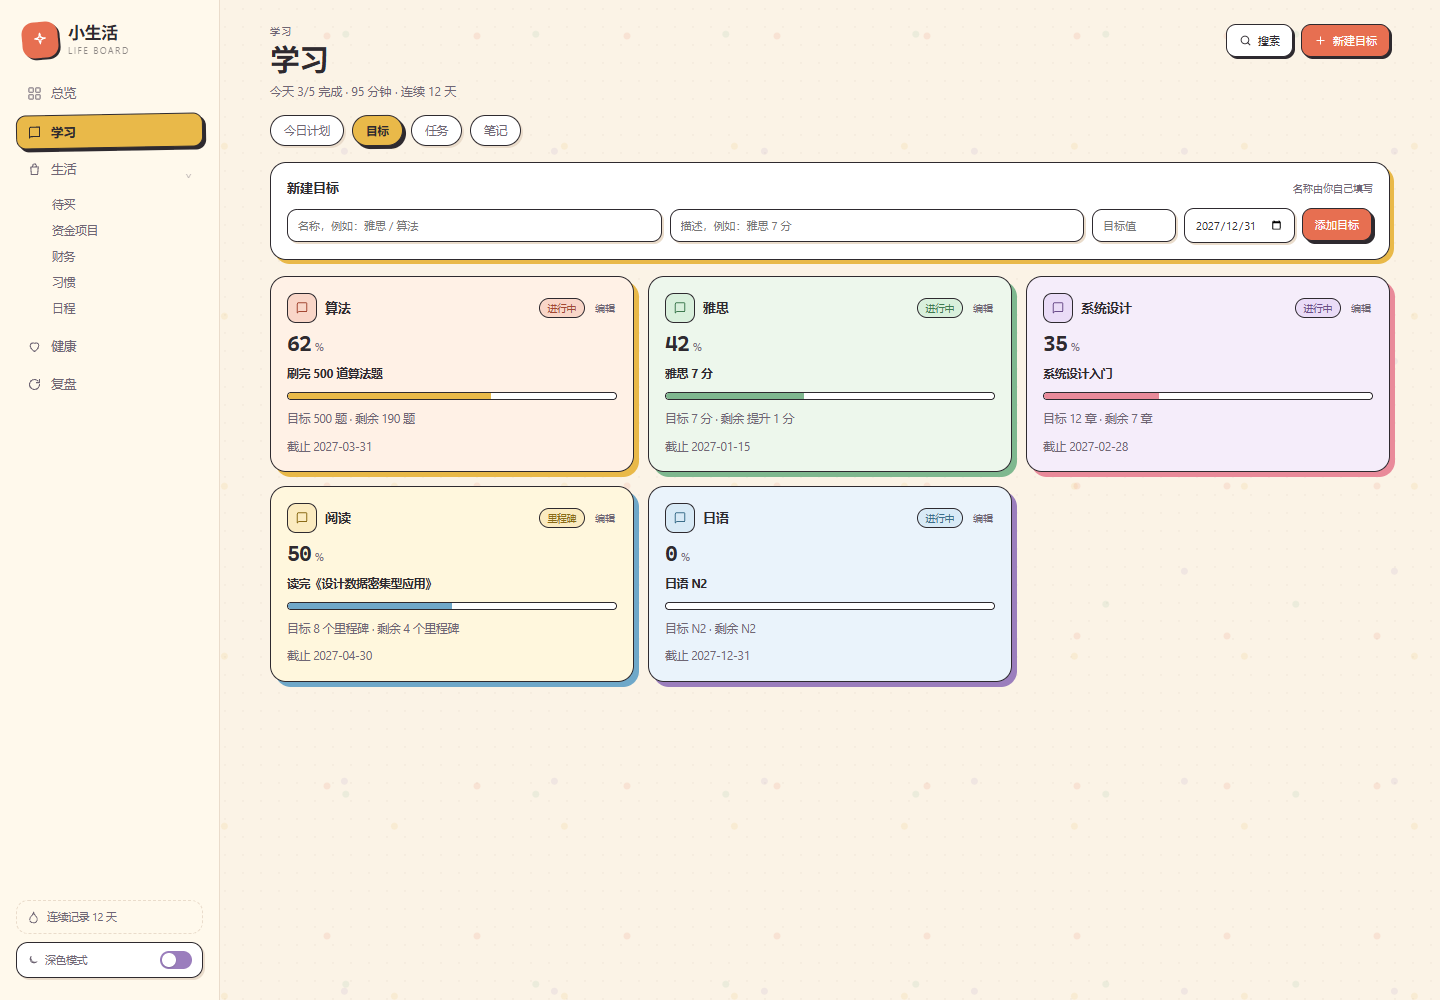 小生活
LIFE BOARD
总览
学习
生活
待买
资金项目
财务
习惯
日程
健康
复盘
连续记录 12 天
深色模式
学习
学习
今天 3/5 完成 · 95 分钟 · 连续 12 天
搜索
新建目标
今日计划 目标 任务 笔记
新建目标
名称由你自己填写
名称，例如：雅思 / 算法
描述，例如：雅思 7 分
目标值
2027/12/31
添加目标
算法
进行中 编辑
62 %
刷完 500 道算法题
目标 500 题 · 剩余 190 题
截止 2027-03-31
雅思
进行中 编辑
42 %
雅思 7 分
目标 7 分 · 剩余 提升 1 分
截止 2027-01-15
系统设计
进行中 编辑
35 %
系统设计入门
目标 12 章 · 剩余 7 章
截止 2027-02-28
阅读
里程碑 编辑
50 %
读完《设计数据密集型应用》
目标 8 个里程碑 · 剩余 4 个里程碑
截止 2027-04-30
日语
进行中 编辑
0 %
日语 N2
目标 N2 · 剩余 N2
截止 2027-12-31